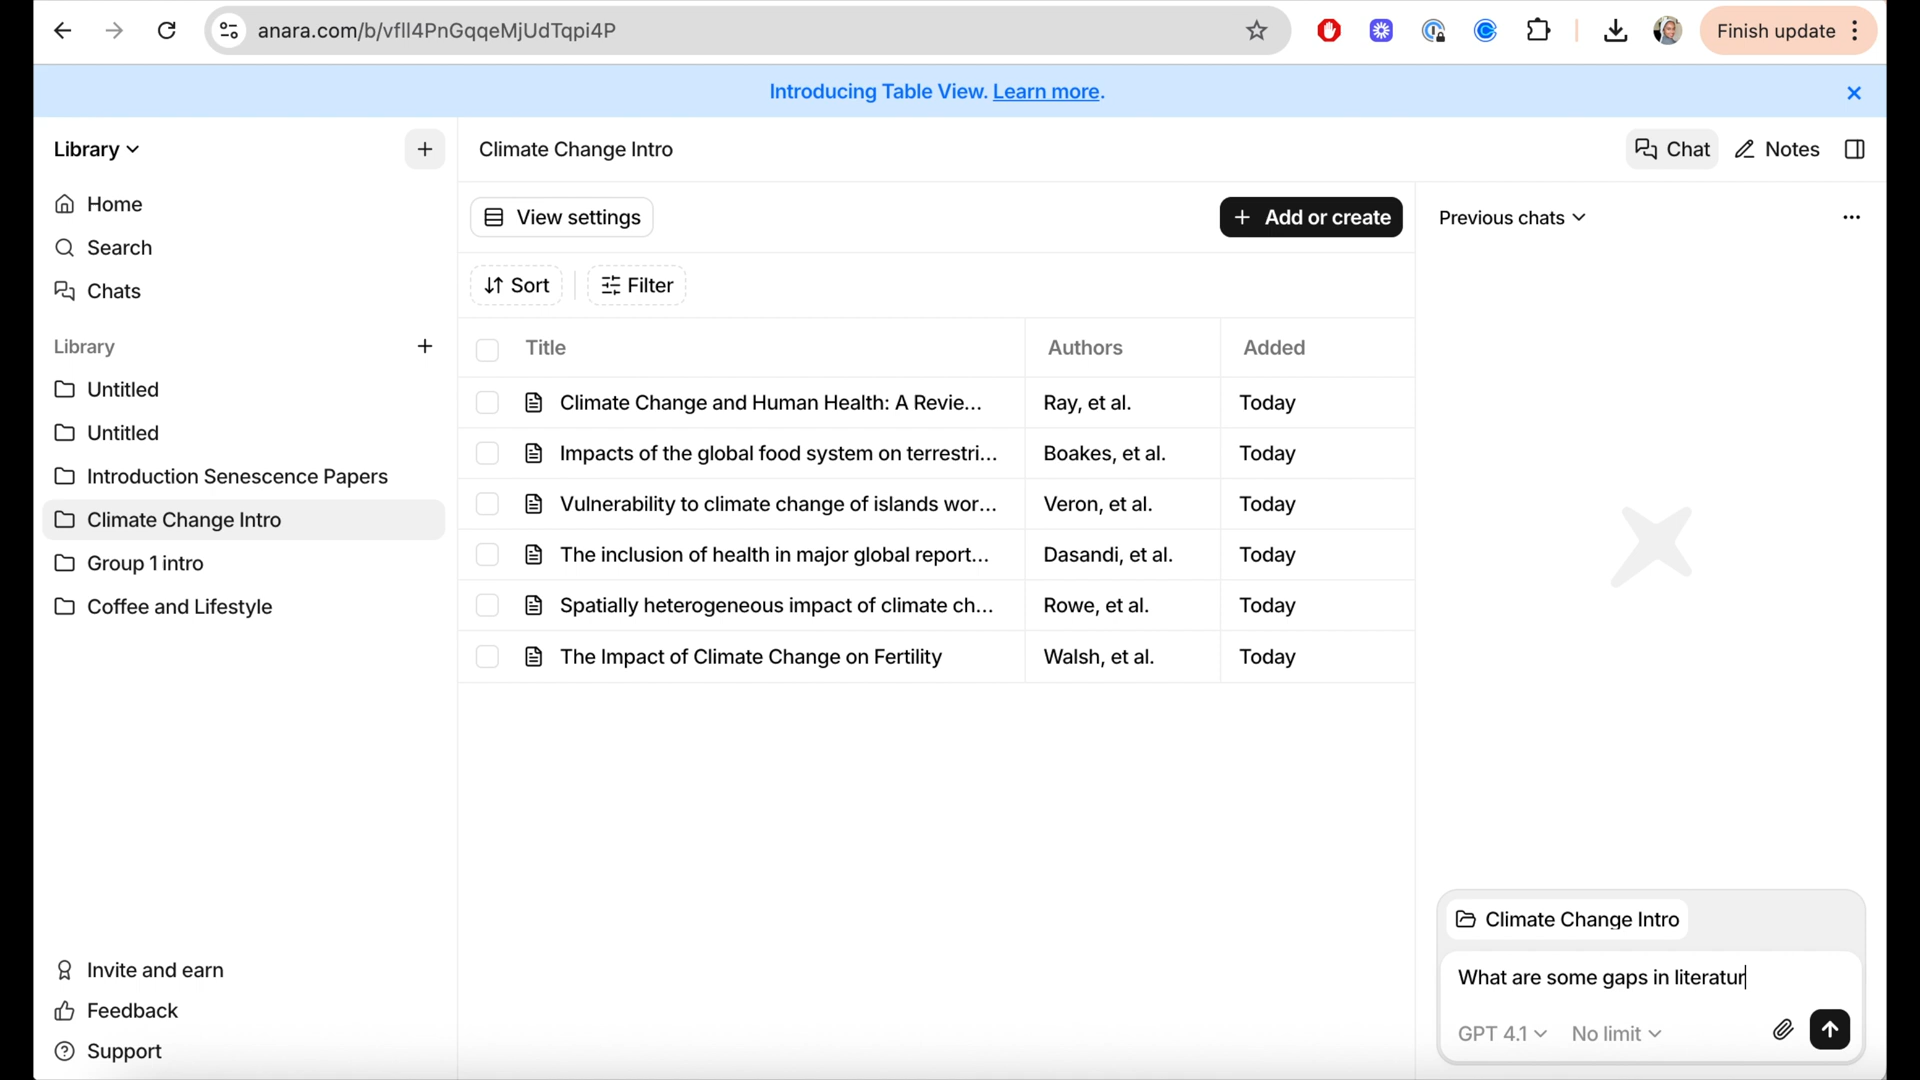 anara.com/b/vfll4PnGqqeMjUdTqpi4P
Finish update
Introducing Table View. Learn more.
Library
Climate Change Intro
Chat
Notes
Home
Search
Chats
Library
Untitled
Untitled
Introduction Senescence Papers
Climate Change Intro
Group 1 intro
Coffee and Lifestyle
Invite and earn
Feedback
Support
View settings
Add or create
Sort
Filter
Title Authors Added
Climate Change and Human Health: A Revie... Ray, et al. Today
Impacts of the global food system on terrestri... Boakes, et al. Today
Vulnerability to climate change of islands wor... Veron, et al. Today
The inclusion of health in major global report... Dasandi, et al. Today
Spatially heterogeneous impact of climate ch... Rowe, et al. Today
The Impact of Climate Change on Fertility Walsh, et al. Today
Previous chats
Climate Change Intro
What are some gaps in literatur
GPT 4.1
No limit